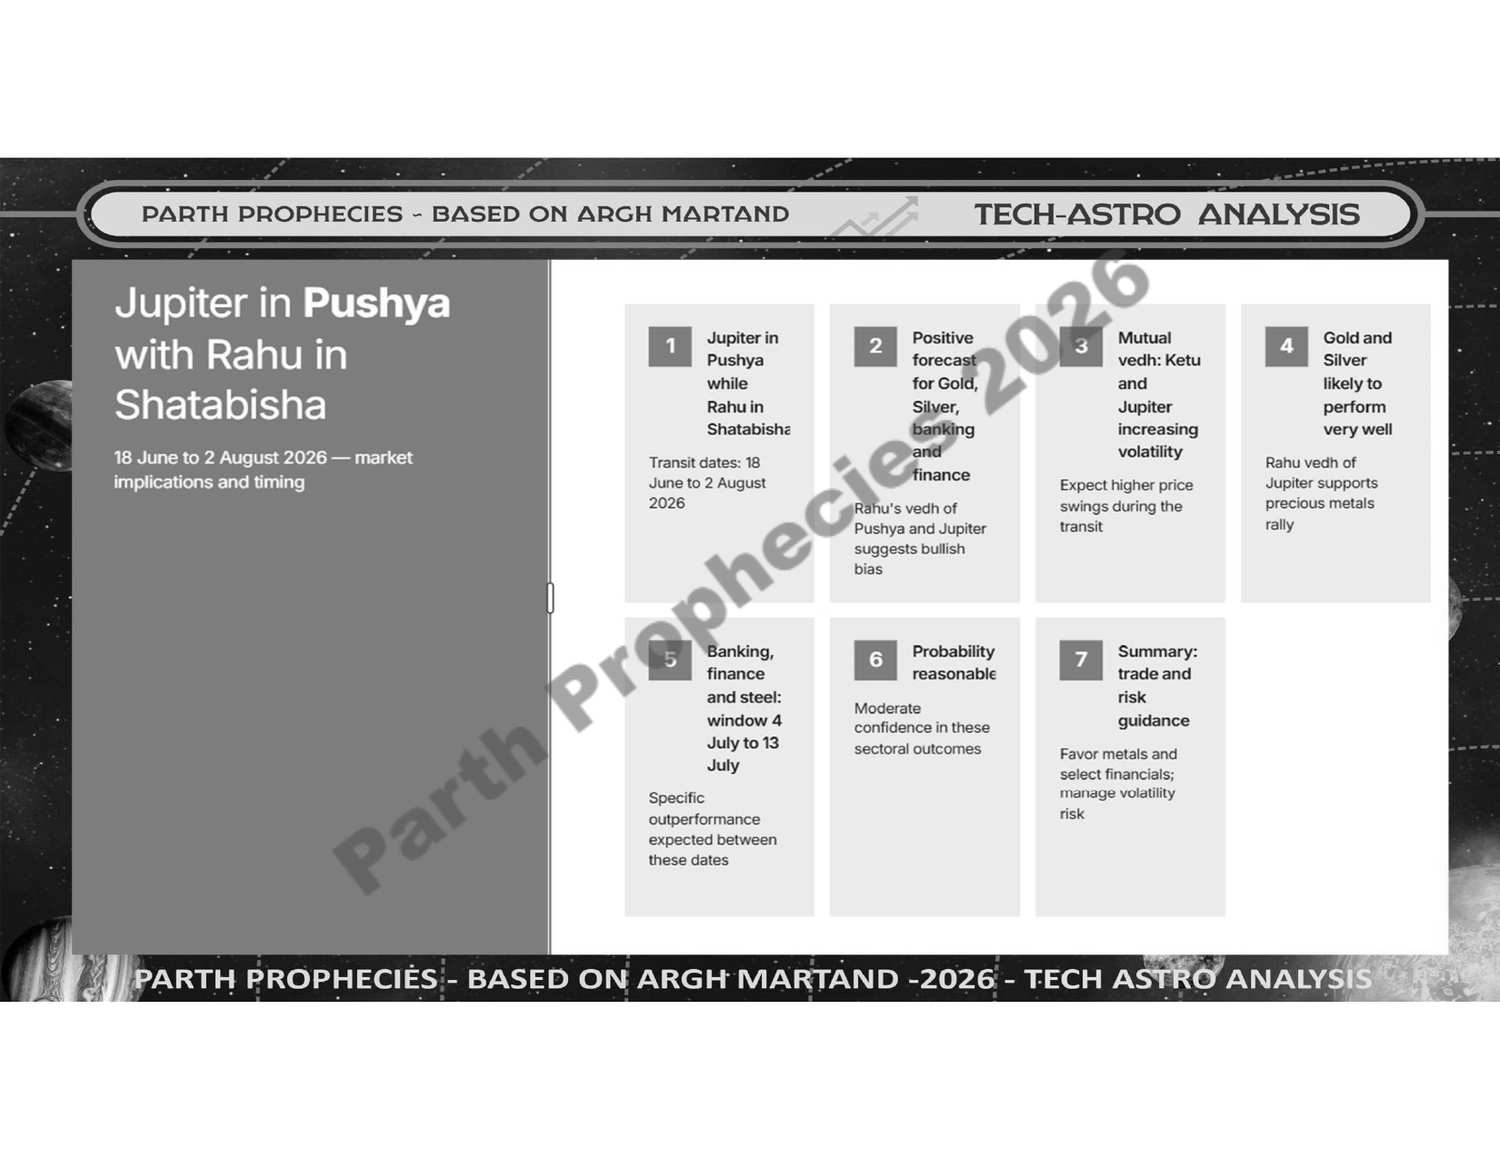 PARTH PROPHECIES ~ BASED ON ARGH MARTAND
TECH-ASTRO ANALYSIS
Jupiter in Pushya
with Rahu in
Shatabisha
18 June to 2 August 2026 — market
implications and timing
1
Jupiter in
Pushya
while
Rahu in
Shatabisha
Transit dates: 18
June to 2 August
2026
2
Positive
forecast
for Gold,
Silver,
banking
and
finance
Rahu's vedh of
Pushya and Jupiter
suggests bullish
bias
3
Mutual
vedh: Ketu
and
Jupiter
increasing
volatility
Expect higher price
swings during the
transit
4
Gold and
Silver
likely to
perform
very well
Rahu vedh of
Jupiter supports
precious metals
rally
5
Banking,
finance
and steel:
window 4
July to 13
July
Specific
outperformance
expected between
these dates
6
Probability
reasonable
Moderate
confidence in these
sectoral outcomes
7
Summary:
trade and
risk
guidance
Favor metals and
select financials;
manage volatility
risk
Parth Prophecies 2026
PARTH PROPHECIES - BASED ON ARGH MARTAND -2026 - TECH ASTRO ANALYSIS